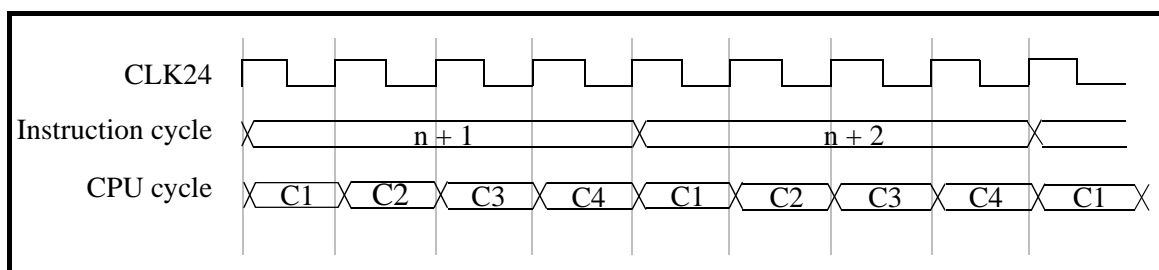 CLK24
Instruction cycle n + 1 n + 2
CPU cycle C1 C2 C3 C4 C1 C2 C3 C4 C1